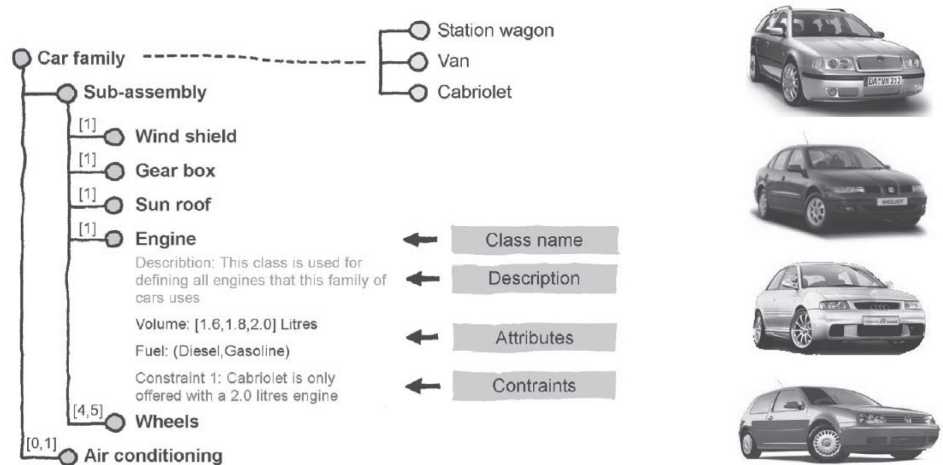 Station wagon
Car family
Van
Sub-assembly
Cabriolet
[1]
Wind shield
[1]
Gear box
[1]
Sun roof
[1]
Engine
Class name
Describtion: This class is used for
defining all engines that this family of
cars uses
Description
Volume: [1.6,1.8,2.0] Litres
Fuel: (Diesel,Gasoline)
Attributes
Constraint 1: Cabriolet is only
offered with a 2.0 litres engine
Contraints
[4,5]
Wheels
[0,1]
Air conditioning